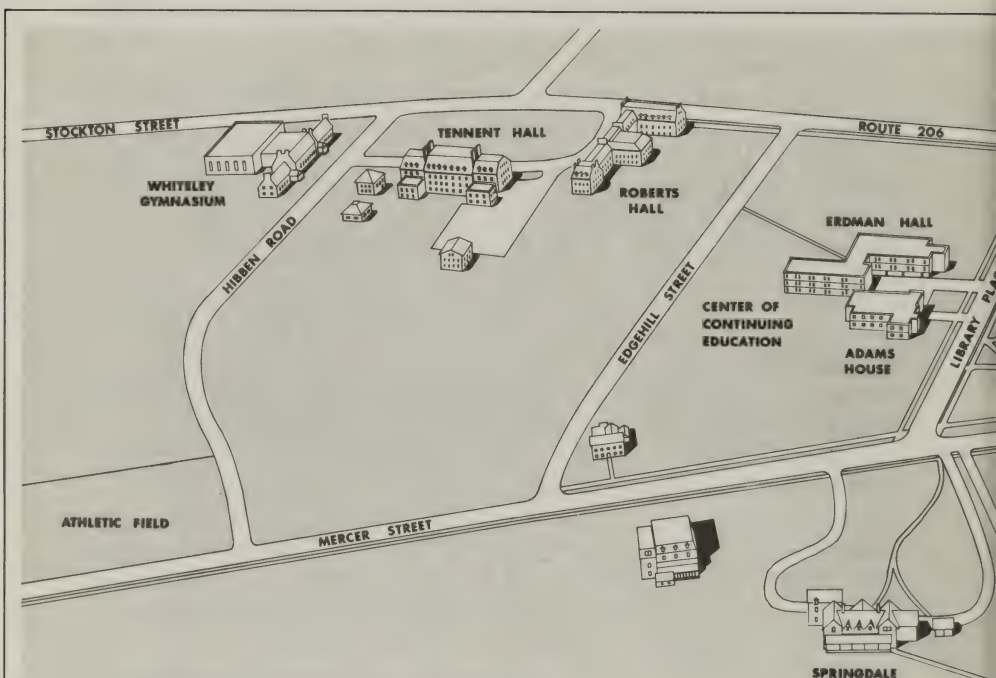 STOCKTON STREET
TENNENT HALL
ROUTE 206
WHITELEY
GYMNASIUM
ROBERTS
HALL
ERDMAN HALL
HIBBEN ROAD
EDGEHILL STREET
CENTER OF
CONTINUING
EDUCATION
ADAMS
HOUSE
LIBRARY PLAC
ATHLETIC FIELD
MERCER STREET
SPRINGDALE